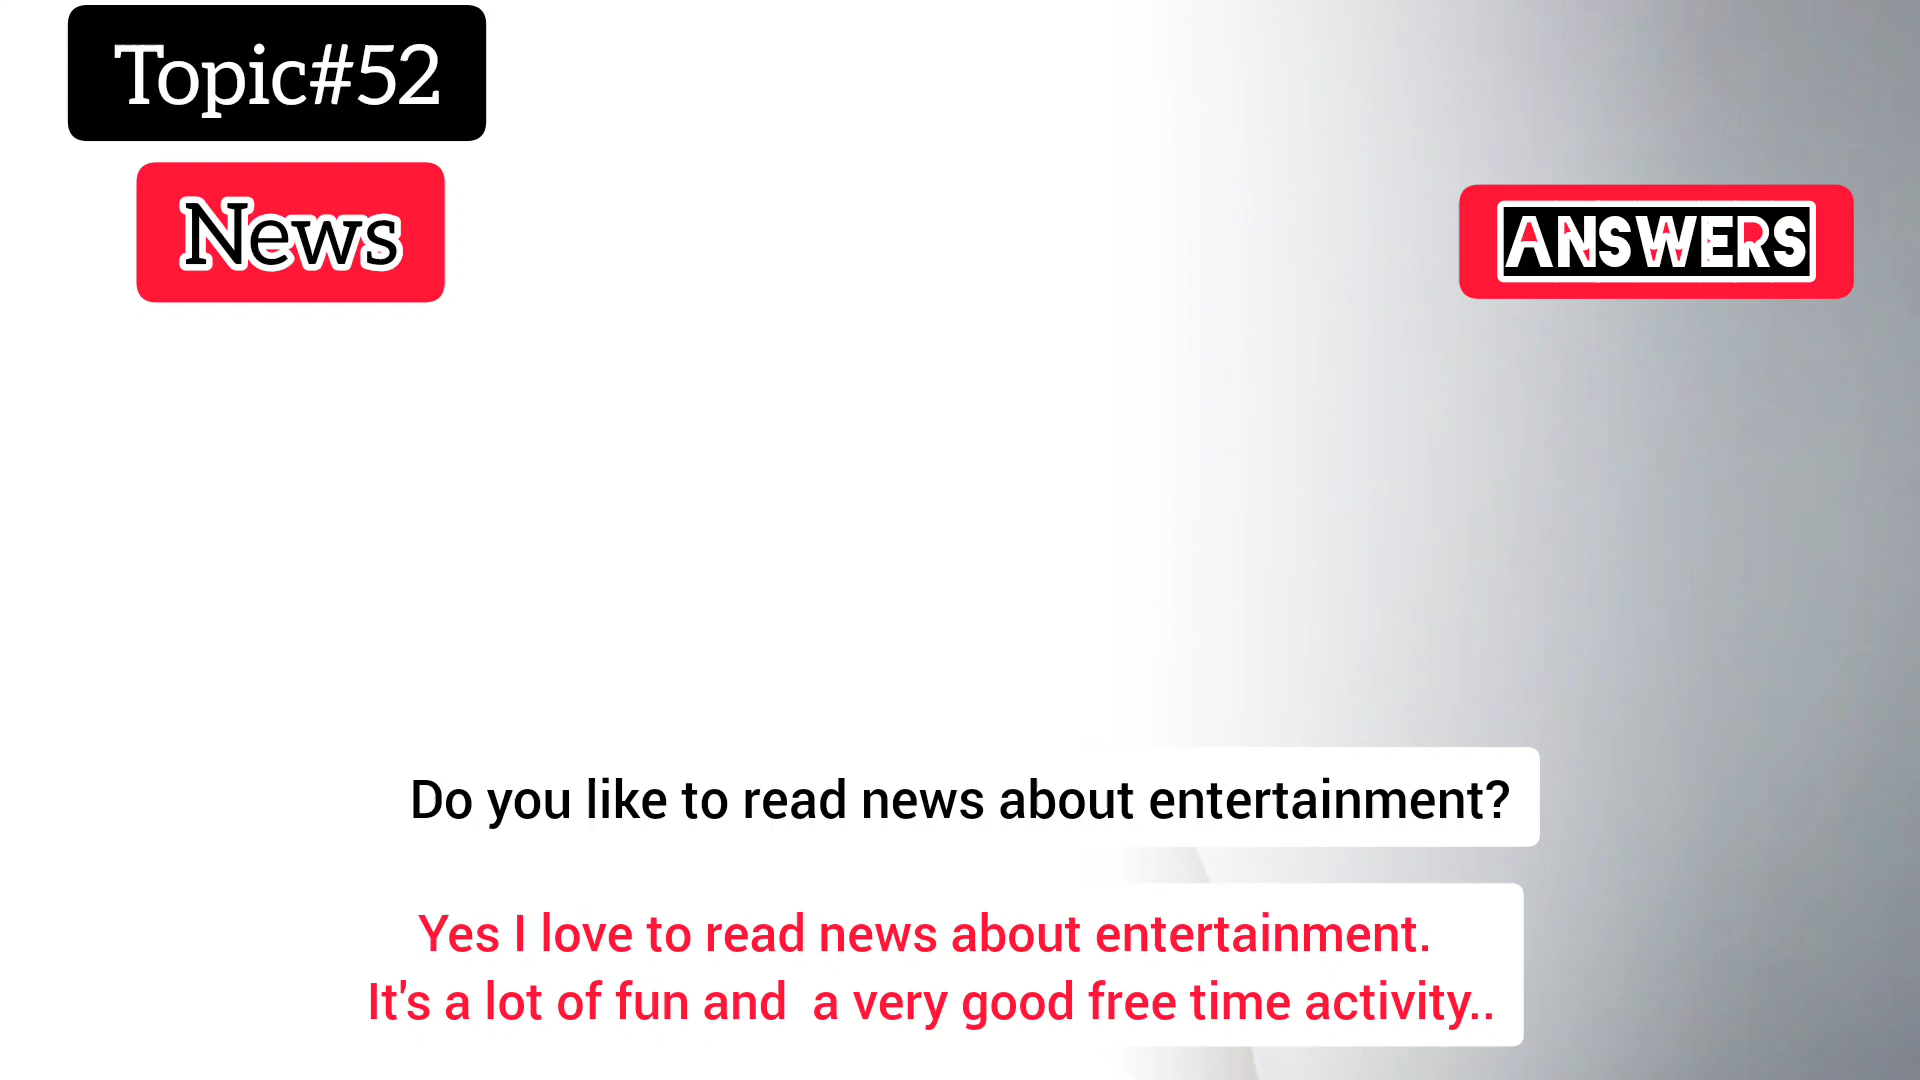 Topic#52
News
ANSWERS
Do you like to read news about entertainment?
Yes I love to read news about entertainment.
It's a lot of fun and  a very good free time activity..